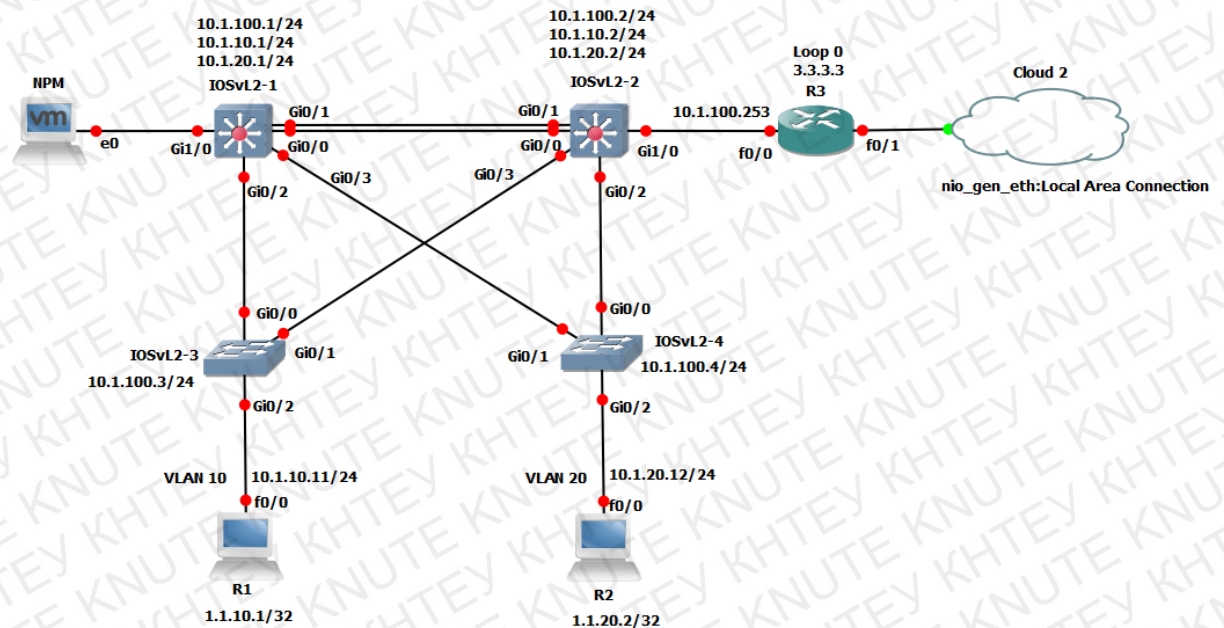 10.1.100.1/24
10.1.10.1/24
10.1.20.1/24
IOSvL2-1
10.1.100.2/24
10.1.10.2/24
10.1.20.2/24
IOSvL2-2
Loop 0
3.3.3.3
R3
Cloud 2
NPM
vm
e0
Gi1/0
Gi0/1
Gi0/0
Gi0/1
Gi0/0
Gi1/0
10.1.100.253
f0/0
f0/1
nio_gen_eth:Local Area Connection
Gi0/2
Gi0/3
Gi0/3
Gi0/2
Gi0/0
Gi0/1
IOSvL2-3
10.1.100.3/24
Gi0/0
Gi0/1
IOSvL2-4
10.1.100.4/24
Gi0/2
Gi0/2
VLAN 10
10.1.10.11/24
f0/0
VLAN 20
10.1.20.12/24
f0/0
R1
1.1.10.1/32
R2
1.1.20.2/32
КНТЕУ KNUTE